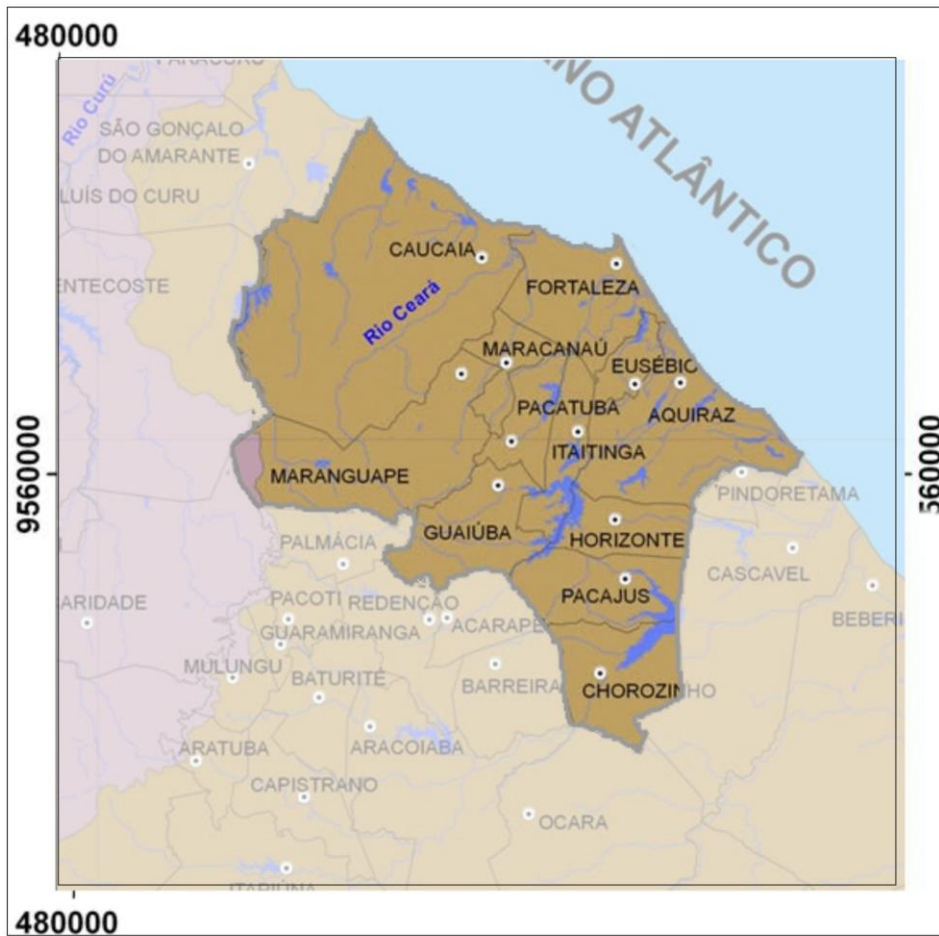 480000
PARACURU
Rio Curú
SÃO GONÇALO
DO AMARANTE
LUÍS DO CURU
ENTECOSTE
NO ATLÂNTICO
CAUCAIA
FORTALEZA
Rio Ceará
MARACANAÚ
EUSÉBIO
PACATUBA
AQUIRAZ
ITAITINGA
MARANGUAPE
9560000
560000
PINDORETAMA
GUAIÚBA
HORIZONTE
PALMÁCIA
CASCAVEL
PACAJUS
ARIDADE
PACOTI
REDENÇÃO
ACARAPE
BEBERI
GUARAMIRANGA
MULUNGU
BATURITÉ
BARREIRA
CHOROZINHO
ARATUBA
ARACOIABA
CAPISTRANO
OCARA
ITAPIÚNA
480000